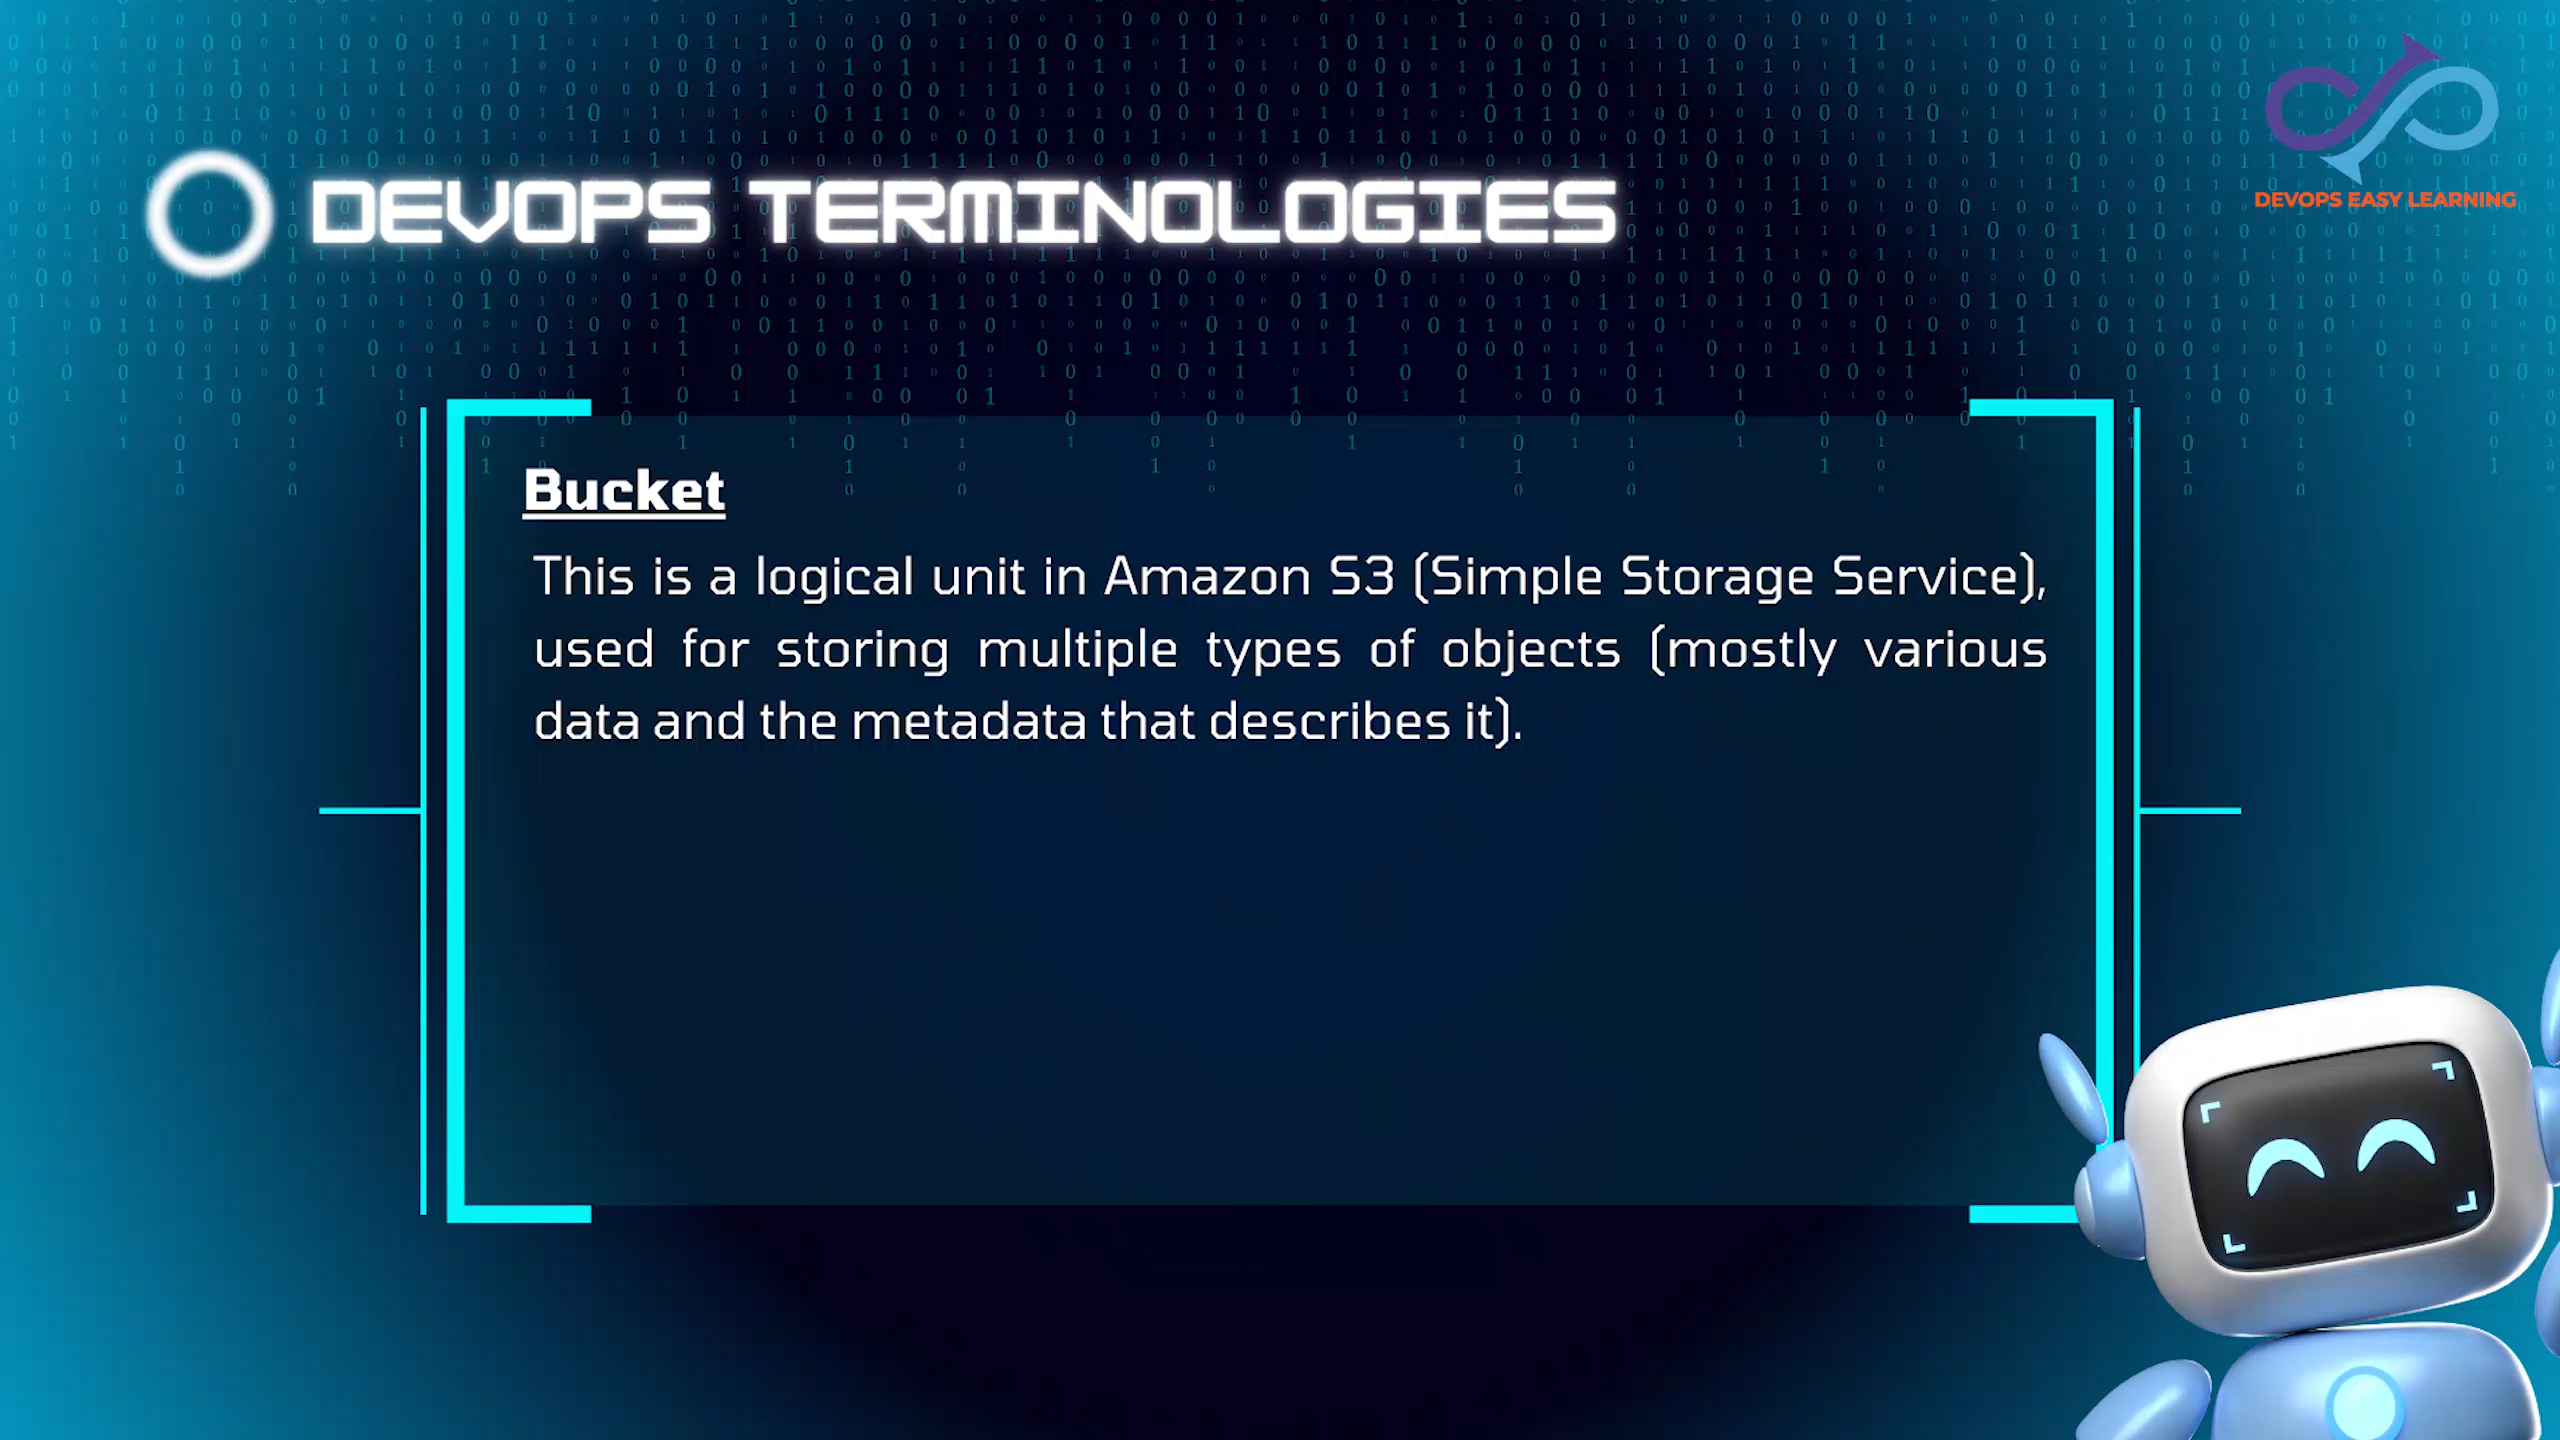 DEVOPS TERMINOLOGIES
DEVOPS EASY LEARNING
Bucket
This is a logical unit in Amazon S3 (Simple Storage Service),
used for storing multiple types of objects (mostly various
data and the metadata that describes it).